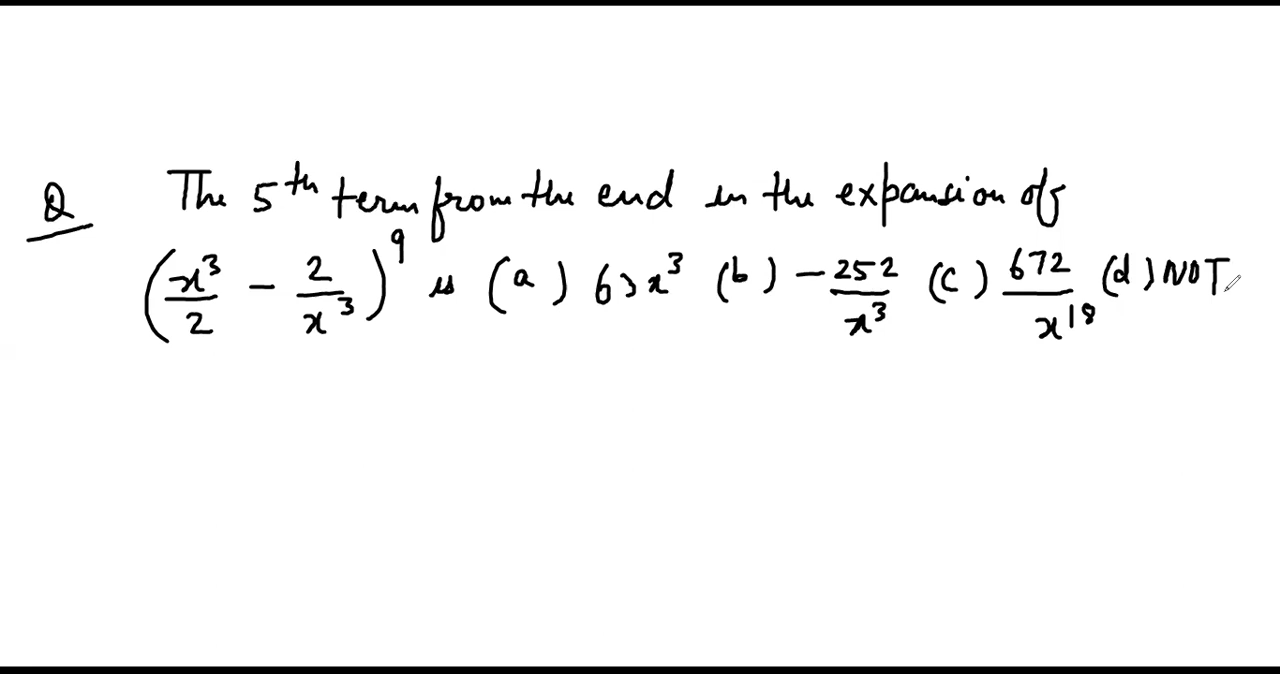 Q The 5th term from the end in the expansion of
(x³/2 - 2/x³)⁹ is (a) 63x³ (b) -252/x³ (c) 672/x¹⁸ (d) NOT